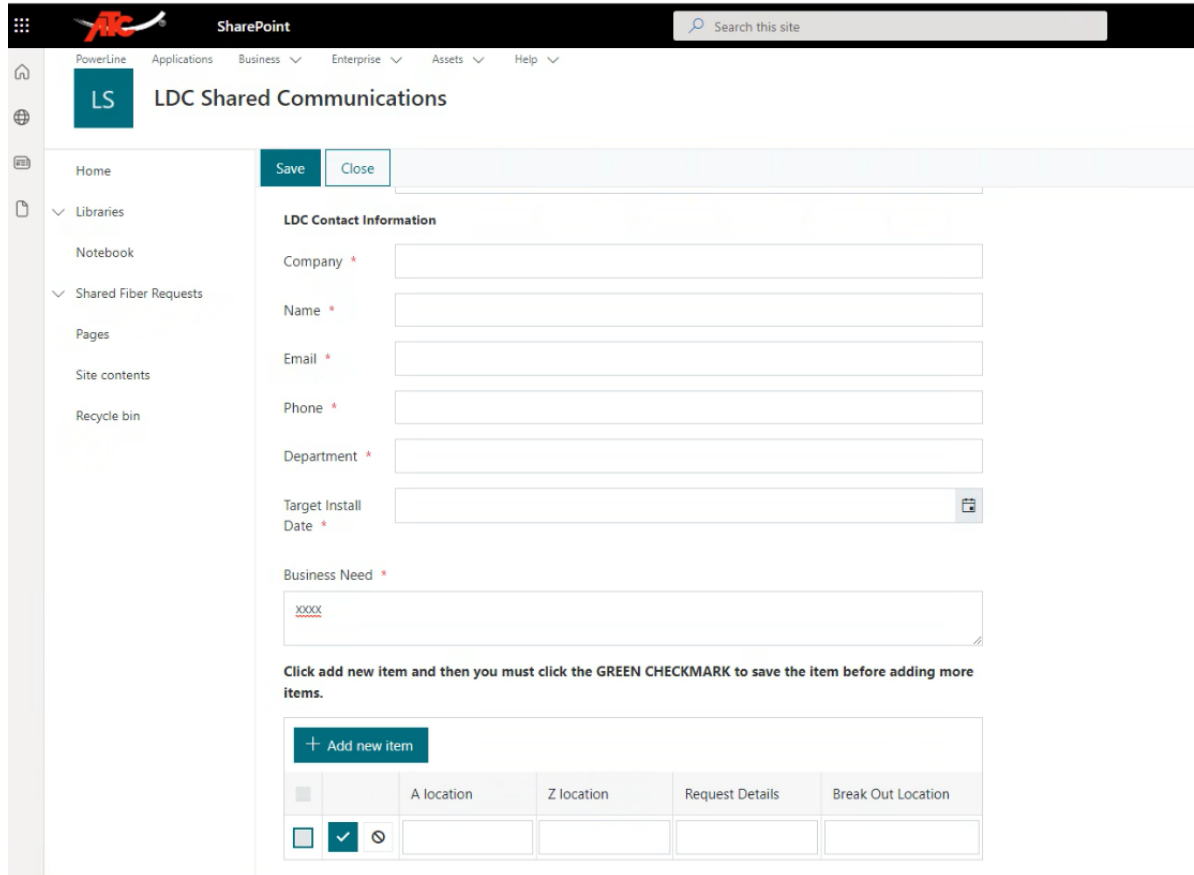 ATC ®
SharePoint
Search this site
PowerLine Applications Business Enterprise Assets Help
LS
LDC Shared Communications
Home
Libraries
Notebook
Shared Fiber Requests
Pages
Site contents
Recycle bin
Save Close
LDC Contact Information
Company *
Name *
Email *
Phone *
Department *
Target Install
Date *
Business Need *
xxxx
Click add new item and then you must click the GREEN CHECKMARK to save the item before adding more
items.
+ Add new item
A location Z location Request Details Break Out Location